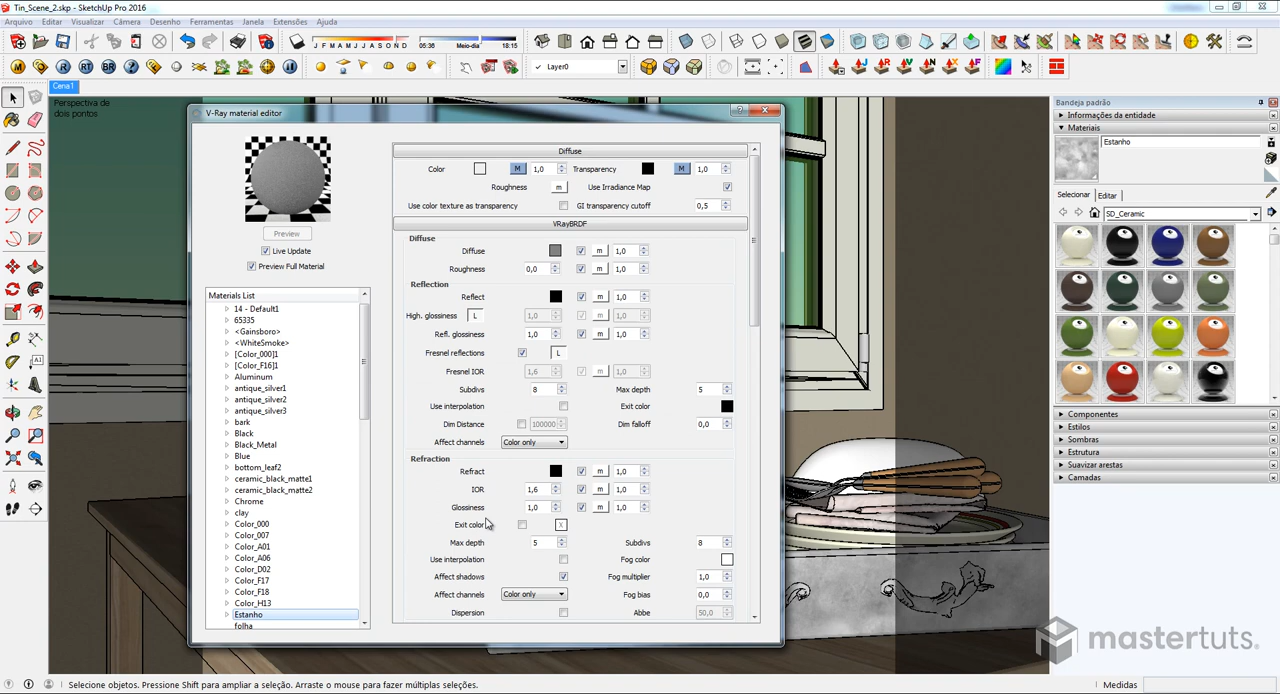 Tin_Scene_2.skp - SketchUp Pro 2016
Arquivo Editar Visualizar Câmera Desenho Ferramentas Janela Extensões Ajuda
J F M A M J J A S O N D 05:36 Meio-dia 18:15
M R RT BR Layer0 J R V N X F
Cena1
Perspectiva de
dois pontos
V-Ray material editor
Preview
Live Update
Preview Full Material
Materials List
14 - Default1
65335
<Gainsboro>
<WhiteSmoke>
[Color_000]1
[Color_F16]1
Aluminum
antique_silver1
antique_silver2
antique_silver3
bark
Black
Black_Metal
Blue
bottom_leaf2
ceramic_black_matte1
ceramic_black_matte2
Chrome
clay
Color_000
Color_007
Color_A01
Color_A06
Color_D02
Color_F17
Color_F18
Color_H13
Estanho
folha
Diffuse
Color M 1,0 Transparency M 1,0
Roughness m Use Irradiance Map
Use color texture as transparency GI transparency cutoff 0,5
VRayBRDF
Diffuse
Diffuse m 1,0
Roughness 0,0 m 1,0
Reflection
Reflect m 1,0
High. glossiness L 1,0 m 1,0
Refl. glossiness 1,0 m 1,0
Fresnel reflections L
Fresnel IOR 1,6 m 1,0
Subdivs 8 Max depth 5
Use interpolation Exit color
Dim Distance 100000 Dim falloff 0,0
Affect channels Color only
Refraction
Refract m 1,0
IOR 1,6 m 1,0
Glossiness 1,0 m 1,0
Exit color X
Max depth 5 Subdivs 8
Use interpolation Fog color
Affect shadows Fog multiplier 1,0
Affect channels Color only Fog bias 0,0
Dispersion Abbe 50,0
Bandeja padrão
Informações da entidade
Materiais
Estanho
Selecionar Editar
SD_Ceramic
Componentes
Estilos
Sombras
Estrutura
Suavizar arestas
Camadas
mastertuts.
Selecione objetos. Pressione Shift para ampliar a seleção. Arraste o mouse para fazer múltiplas seleções. Medidas